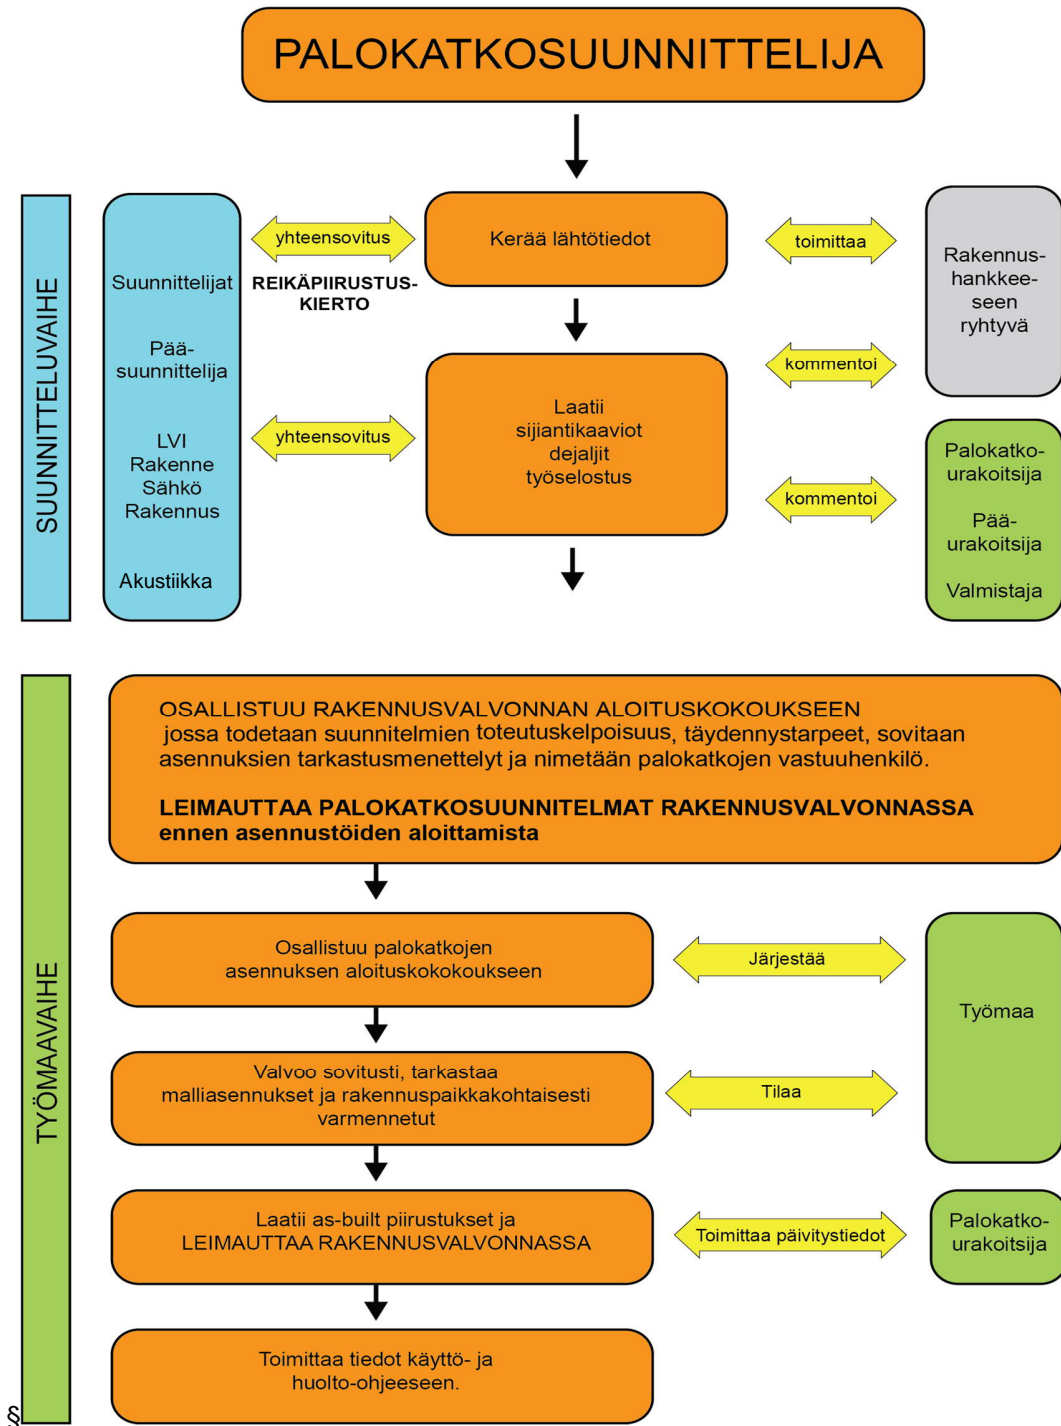 PALOKATKOSUUNNITTELIJA
SUUNNITTELUVAIHE
Suunnittelijat
Pää-
suunnittelija
LVI
Rakenne
Sähkö
Rakennus
Akustiikka
yhteensovitus
REIKÄPIIRUSTUS-
KIERTO
yhteensovitus
Kerää lähtötiedot
Laatii
sijiantikaaviot
dejaljit
työselostus
toimittaa
kommentoi
kommentoi
Rakennus-
hankkee-
seen
ryhtyvä
Palokatko-
urakoitsija
Pää-
urakoitsija
Valmistaja
TYÖMAAVAIHE
OSALLISTUU RAKENNUSVALVONNAN ALOITUSKOKOUKSEEN
jossa todetaan suunnitelmien toteutuskelpoisuus, täydennystarpeet, sovitaan
asennuksien tarkastusmenettelyt ja nimetään palokatkojen vastuuhenkilö.
LEIMAUTTAA PALOKATKOSUUNNITELMAT RAKENNUSVALVONNASSA
ennen asennustöiden aloittamista
Osallistuu palokatkojen
asennuksen aloituskokokoukseen
Järjestää
Työmaa
Valvoo sovitusti, tarkastaa
malliasennukset ja rakennuspaikkakohtaisesti
varmennetut
Tilaa
Laatii as-built piirustukset ja
LEIMAUTTAA RAKENNUSVALVONNASSA
Toimittaa päivitystiedot
Palokatko-
urakoitsija
Toimittaa tiedot käyttö- ja
huolto-ohjeeseen.
§